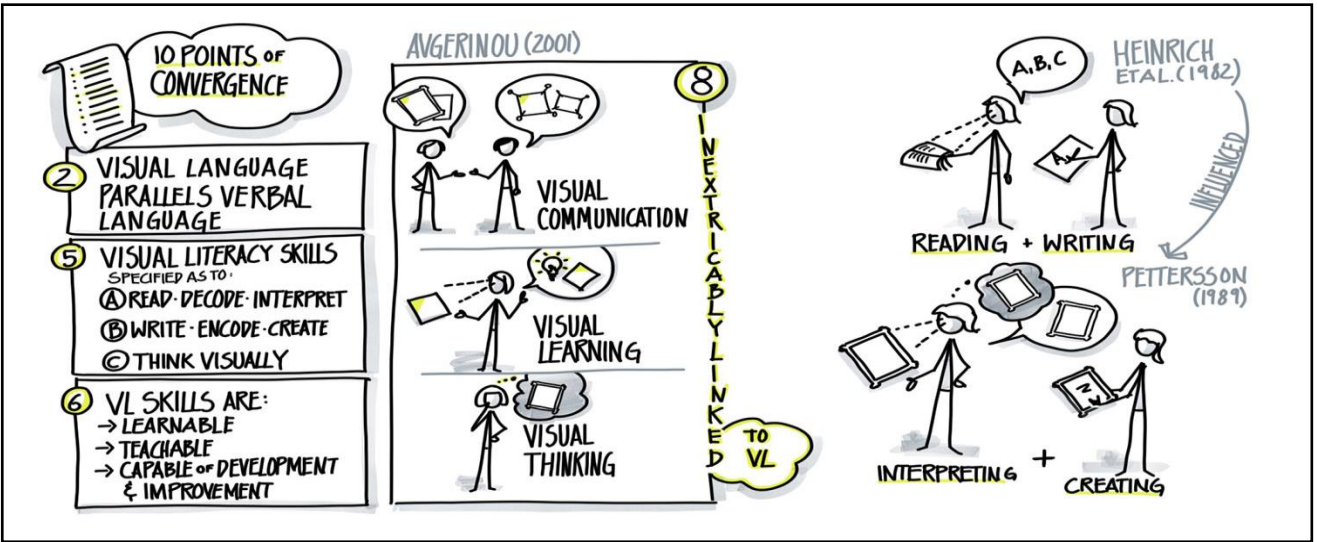 10 POINTS OF
CONVERGENCE
2 VISUAL LANGUAGE
PARALLELS VERBAL
LANGUAGE
5 VISUAL LITERACY SKILLS
SPECIFIED AS TO:
A READ · DECODE · INTERPRET
B WRITE · ENCODE · CREATE
C THINK VISUALLY
6 VL SKILLS ARE:
→ LEARNABLE
→ TEACHABLE
→ CAPABLE OF DEVELOPMENT
& IMPROVEMENT
AVGERINOU (2001)
VISUAL
COMMUNICATION
VISUAL
LEARNING
VISUAL
THINKING
8
INEXTRICABLY LINKED
TO
VL
A, B, C
HEINRICH
ET AL. (1982)
INFLUENCED
READING + WRITING
PETTERSSON
(1989)
INTERPRETING + CREATING